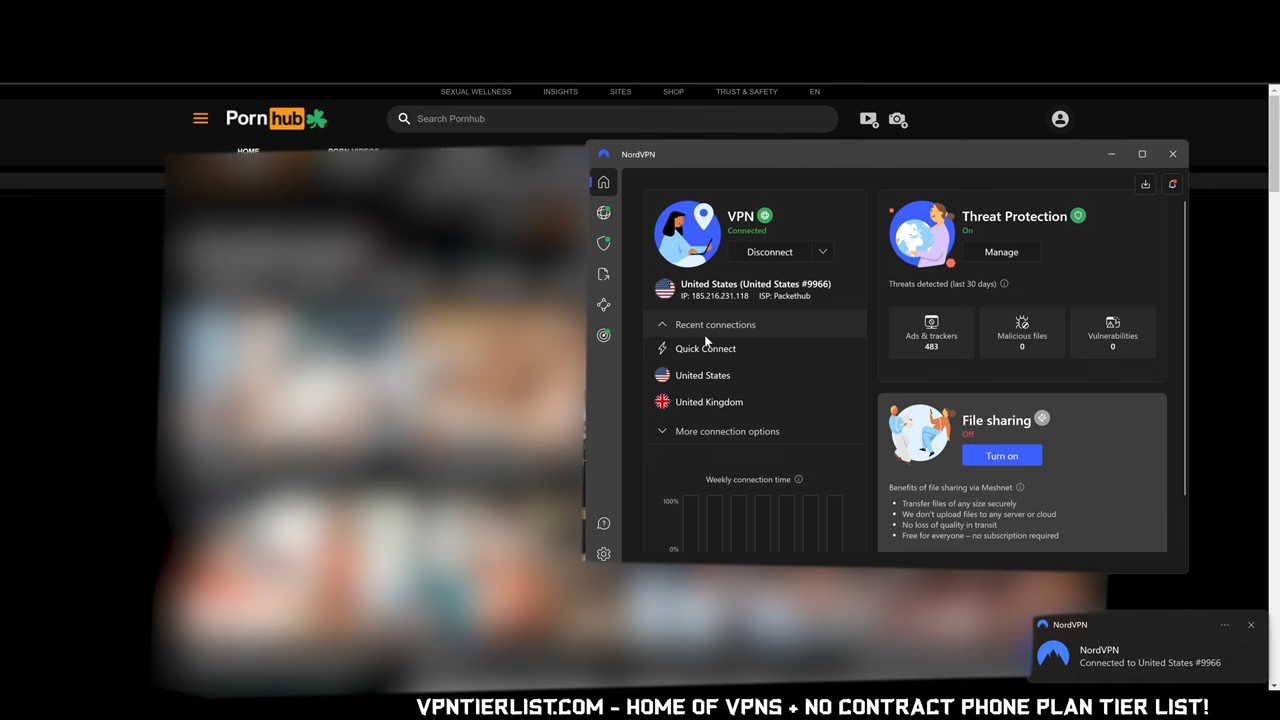 SEXUAL WELLNESS INSIGHTS SITES SHOP TRUST & SAFETY EN
Pornhub
Search Pornhub
HOME PORN VIDEOS
NordVPN
VPN
Connected
Disconnect
United States (United States #9966)
IP: 185.216.231.118 ISP: Packethub
Recent connections
Quick Connect
United States
United Kingdom
More connection options
Weekly connection time
100%
0%
Threat Protection
On
Manage
Threats detected (last 30 days)
Ads & trackers
483
Malicious files
0
Vulnerabilities
0
File sharing
Off
Turn on
Benefits of file sharing via Meshnet
• Transfer files of any size securely
• We don't upload files to any server or cloud
• No loss of quality in transit
• Free for everyone – no subscription required
NordVPN
NordVPN
Connected to United States #9966
VPNTIERLIST.COM - HOME OF VPNS + NO CONTRACT PHONE PLAN TIER LIST!